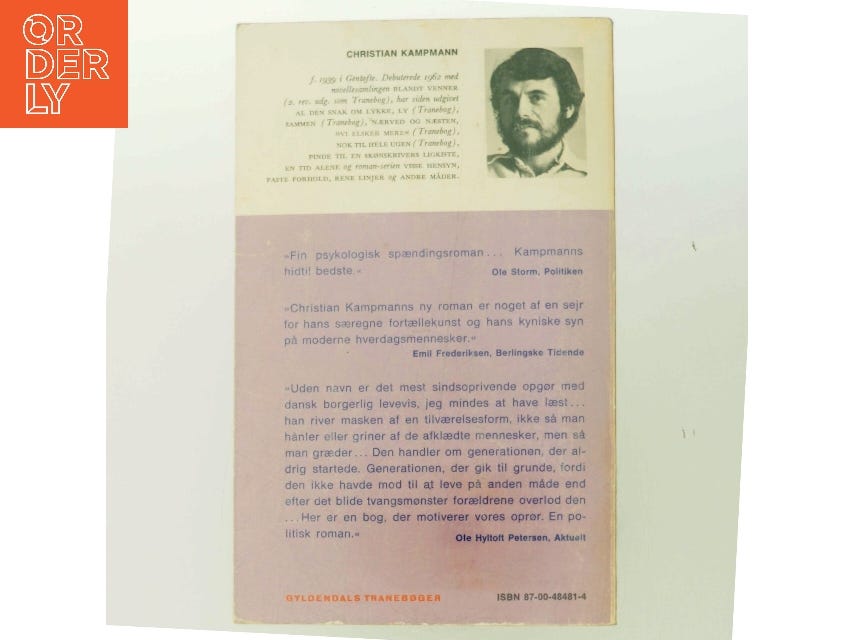 ORDERLY
CHRISTIAN KAMPMANN
f. 1939 i Gentofte. Debuterede 1962 med
novellesamlingen BLANDT VENNER
(2. rev. udg. som Tranebog), har siden udgivet
AL DEN SNAK OM LYKKE, LY (Tranebog),
SAMMEN (Tranebog), NÆRVED OG NÆSTEN,
»VI ELSKER MERE« (Tranebog),
NOK TIL HELE UGEN (Tranebog),
PINDE TIL EN SKØNSKRIVERS LIGKISTE,
EN TID ALENE og roman-serien VISSE HENSYN,
FASTE FORHOLD, RENE LINJER og ANDRE MÅDER.
»Fin psykologisk spændingsroman... Kampmanns
hidtil bedste.«
Ole Storm, Politiken
»Christian Kampmanns ny roman er noget af en sejr
for hans særegne fortællekunst og hans kyniske syn
på moderne hverdagsmennesker.«
Emil Frederiksen, Berlingske Tidende
»Uden navn er det mest sindsoprivende opgør med
dansk borgerlig levevis, jeg mindes at have læst...
han river masken af en tilværelsesform, ikke så man
hånler eller griner af de afklædte mennesker, men så
man græder... Den handler om generationen, der al-
drig startede. Generationen, der gik til grunde, fordi
den ikke havde mod til at leve på anden måde end
efter det blide tvangsmønster forældrene overlod den
...Her er en bog, der motiverer vores oprør. En po-
litisk roman.«
Ole Hyltoft Petersen, Aktuelt
GYLDENDALS TRANEBØGER
ISBN 87-00-48481-4